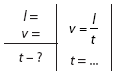 l =
v =
t – ?
v = l/t
t = ...